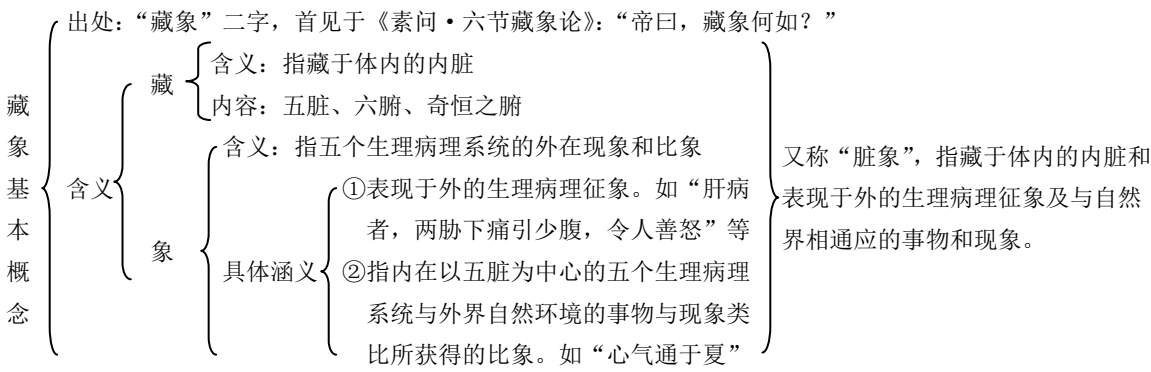 出处：“藏象”二字，首见于《素问·六节藏象论》：“帝曰，藏象何如？”
藏象基本概念
含义
藏
含义：指藏于体内的内脏
内容：五脏、六腑、奇恒之腑
象
含义：指五个生理病理系统的外在现象和比象
具体涵义
①表现于外的生理病理征象。如“肝病
者，两胁下痛引少腹，令人善怒”等
②指内在以五脏为中心的五个生理病理
系统与外界自然环境的事物与现象类
比所获得的比象。如“心气通于夏”
又称“脏象”，指藏于体内的内脏和
表现于外的生理病理征象及与自然
界相通应的事物和现象。